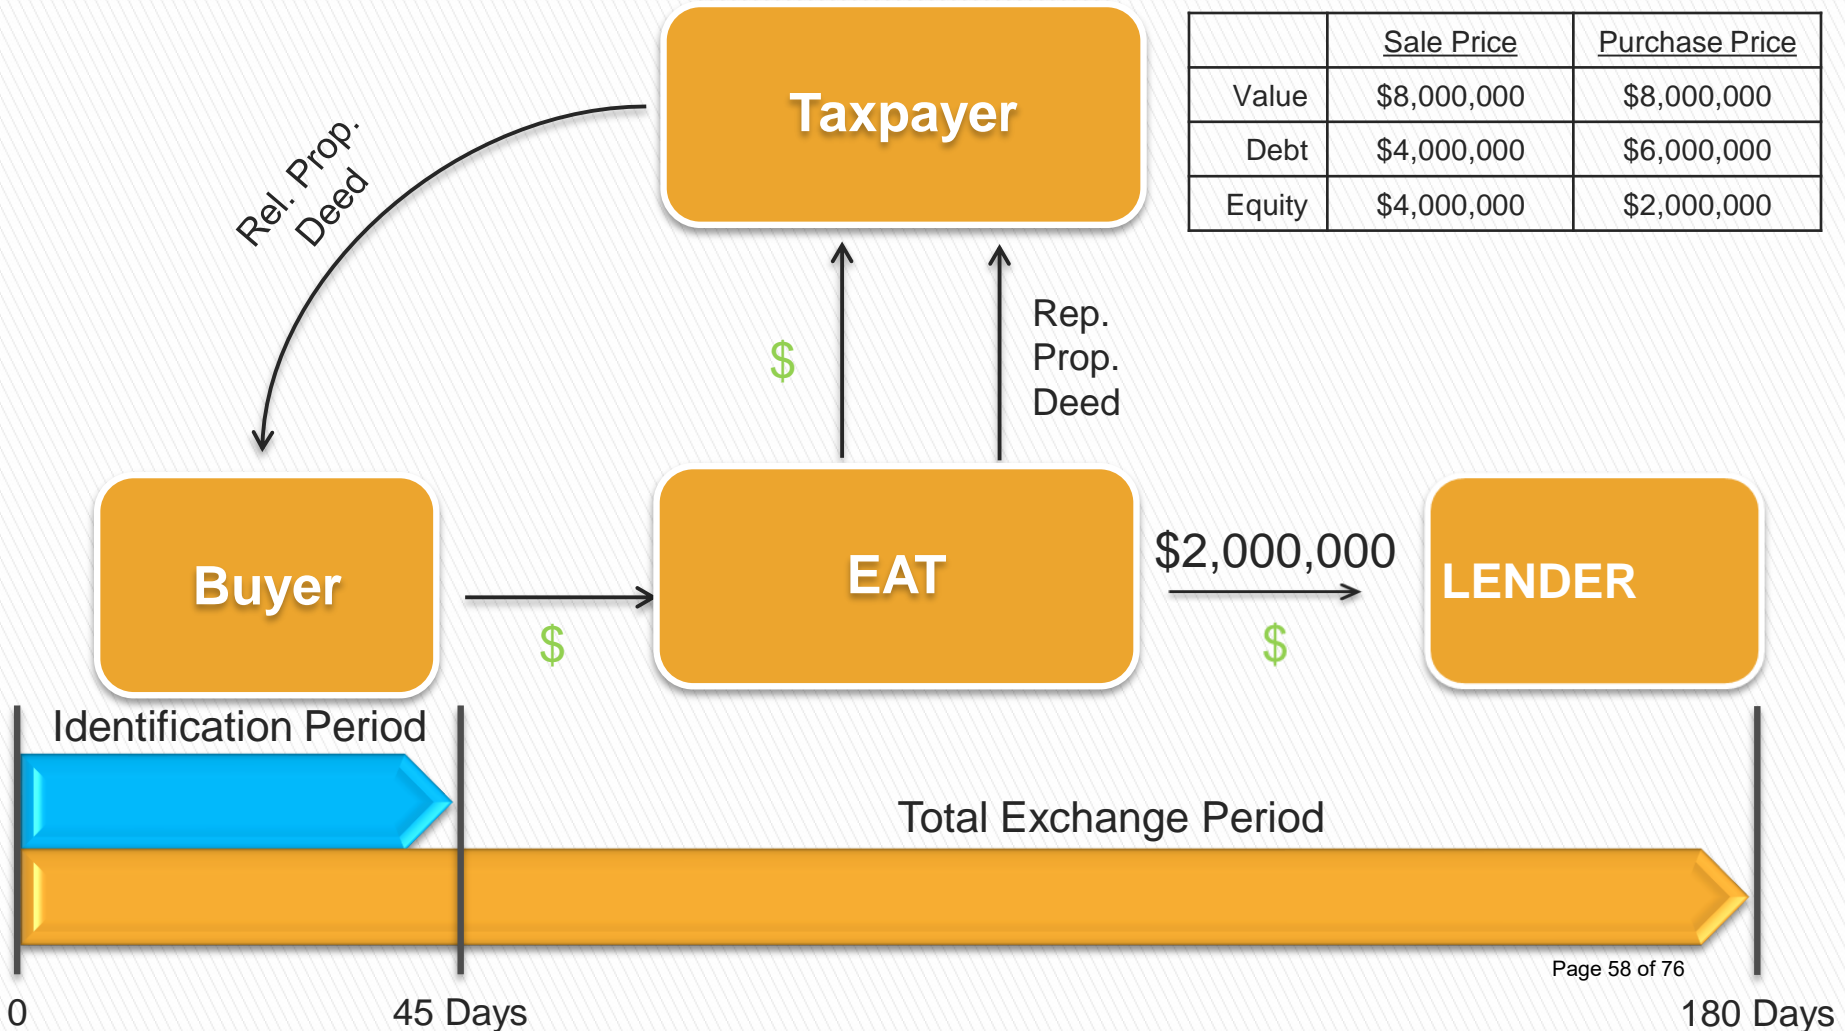 Taxpayer
Sale Price Purchase Price
Value $8,000,000 $8,000,000
Debt $4,000,000 $6,000,000
Equity $4,000,000 $2,000,000
Rel. Prop.
Deed
$
Rep.
Prop.
Deed
Buyer
$
EAT
$2,000,000
$
LENDER
Identification Period
Total Exchange Period
Page 58 of 76
0
45 Days
180 Days